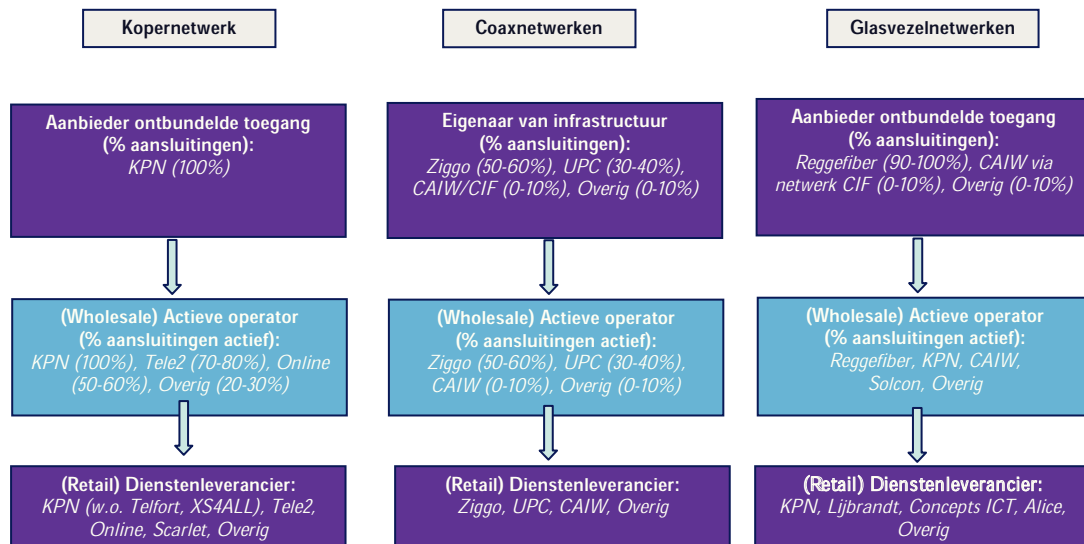 Kopernetwerk
Coaxnetwerken
Glasvezelnetwerken
Aanbieder ontbundelde toegang
(% aansluitingen):
KPN (100%)
Eigenaar van infrastructuur
(% aansluitingen):
Ziggo (50-60%), UPC (30-40%),
CAIW/CIF (0-10%), Overig (0-10%)
Aanbieder ontbundelde toegang
(% aansluitingen):
Reggefiber (90-100%), CAIW via
netwerk CIF (0-10%), Overig (0-10%)
(Wholesale) Actieve operator
(% aansluitingen actief):
KPN (100%), Tele2 (70-80%), Online
(50-60%), Overig (20-30%)
(Wholesale) Actieve operator
(% aansluitingen actief):
Ziggo (50-60%), UPC (30-40%),
CAIW (0-10%), Overig (0-10%)
(Wholesale) Actieve operator
(% aansluitingen actief):
Reggefiber, KPN, CAIW,
Solcon, Overig
(Retail) Dienstenleverancier:
KPN (w.o. Telfort, XS4ALL), Tele2,
Online, Scarlet, Overig
(Retail) Dienstenleverancier:
Ziggo, UPC, CAIW, Overig
(Retail) Dienstenleverancier:
KPN, Lijbrandt, Concepts ICT, Alice,
Overig